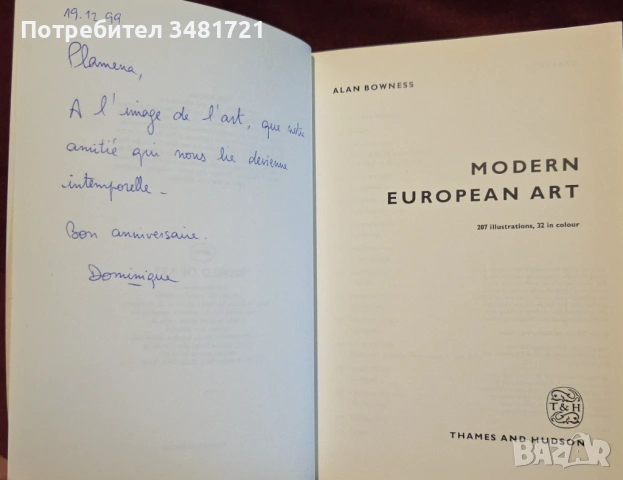 Потребител 3481721
19.12.99
Plamena,
A l'image de l'art, que notre
amitié qui nous lie devienne
intemporelle.
Bon anniversaire.
Dominique
ALAN BOWNESS
MODERN
EUROPEAN ART
207 illustrations, 32 in colour
T&H
THAMES AND HUDSON
bazar